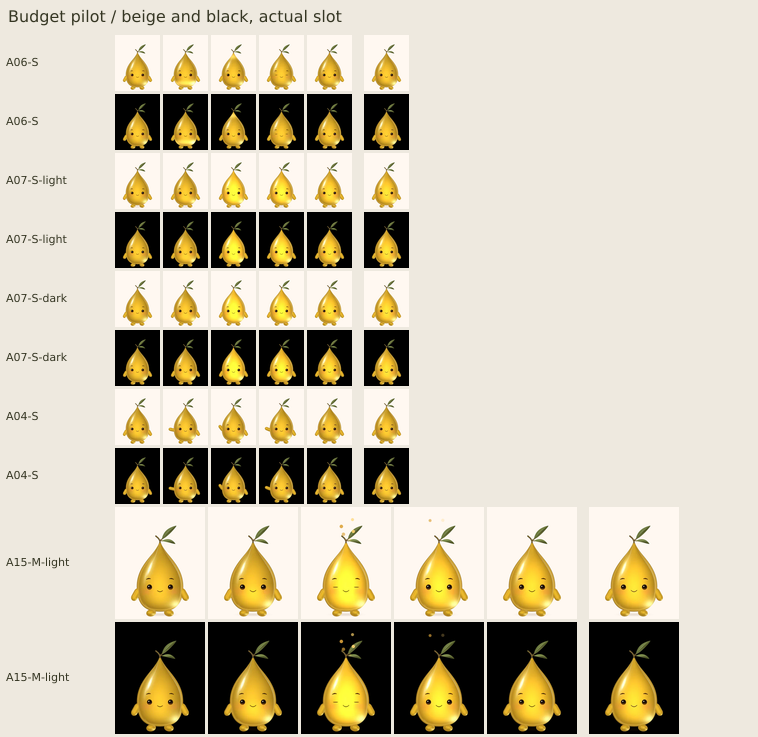 Budget pilot / beige and black, actual slot
A06-S
A06-S
A07-S-light
A07-S-light
A07-S-dark
A07-S-dark
A04-S
A04-S
A15-M-light
A15-M-light